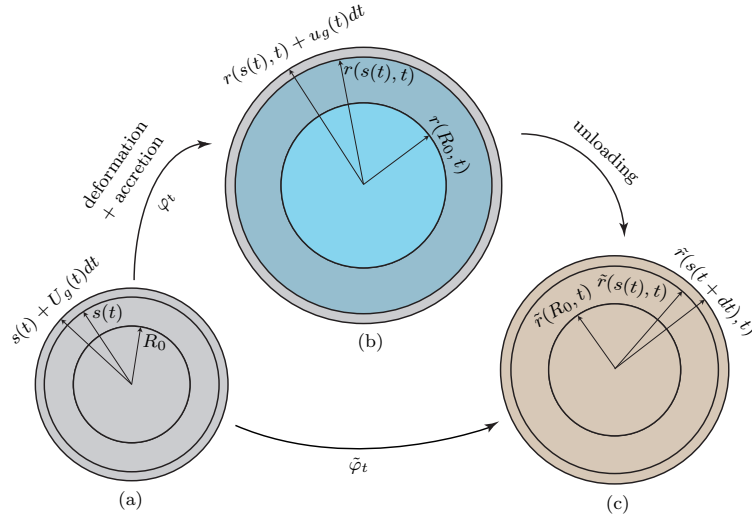 r(s(t), t) + u_g(t)dt
r(s(t), t)
r(R_0, t)
deformation
+ accretion
φ_t
unloading
(b)
s(t) + U_g(t)dt
s(t)
R_0
(a)
r̃(s(t + dt), t)
r̃(s(t), t)
r̃(R_0, t)
(c)
φ̃_t